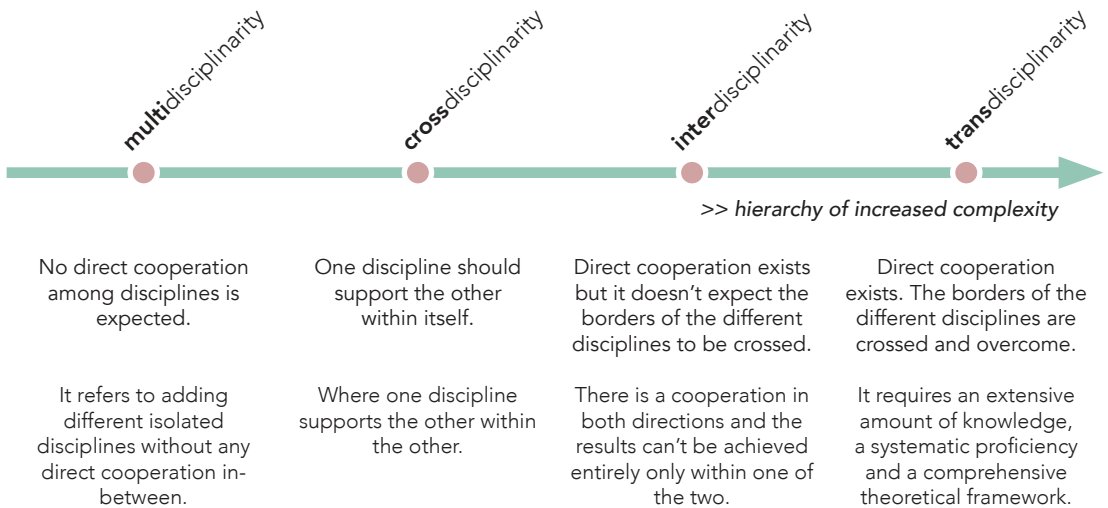 multidisciplinarity
crossdisciplinarity
interdisciplinarity
transdisciplinarity
>> hierarchy of increased complexity
No direct cooperation
among disciplines is
expected.
It refers to adding
different isolated
disciplines without any
direct cooperation in-
between.
One discipline should
support the other
within itself.
Where one discipline
supports the other within
the other.
Direct cooperation exists
but it doesn't expect the
borders of the different
disciplines to be crossed.
There is a cooperation in
both directions and the
results can't be achieved
entirely only within one of
the two.
Direct cooperation
exists. The borders of the
different disciplines are
crossed and overcome.
It requires an extensive
amount of knowledge,
a systematic proficiency
and a comprehensive
theoretical framework.